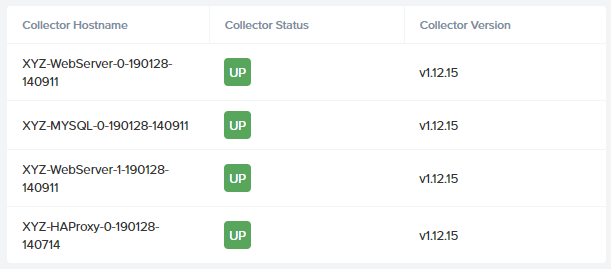 Collector Hostname Collector Status Collector Version
XYZ-WebServer-0-190128-
140911
UP
v1.12.15
XYZ-MYSQL-0-190128-140911 UP v1.12.15
XYZ-WebServer-1-190128-
140911
UP
v1.12.15
XYZ-HAProxy-0-190128-
140714
UP
v1.12.15